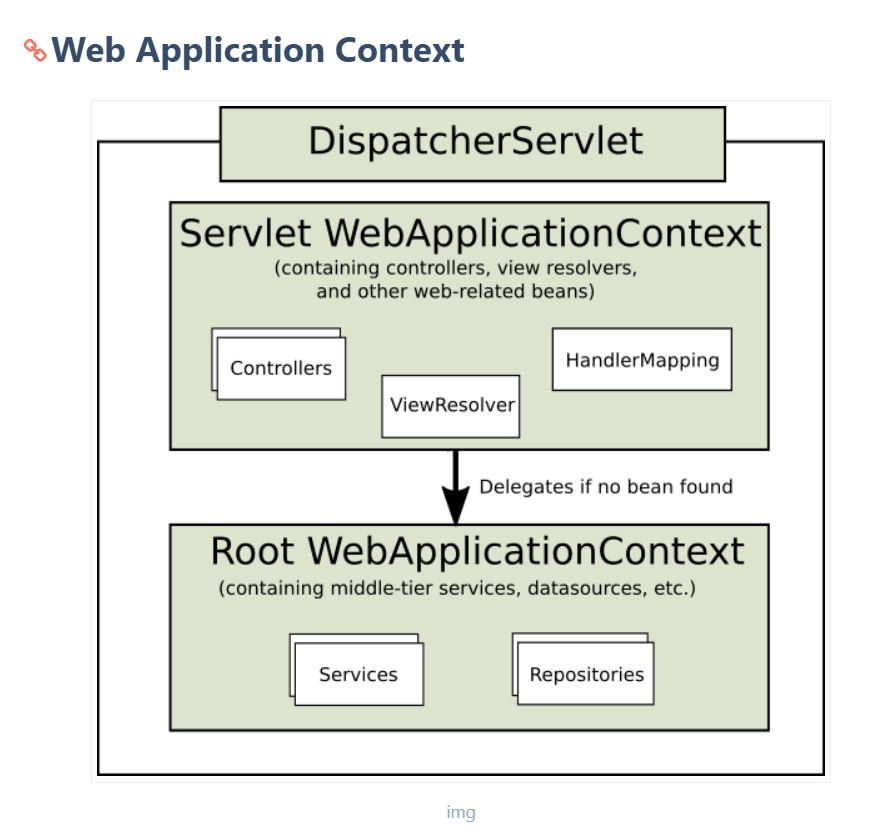 Web Application Context
DispatcherServlet
Servlet WebApplicationContext
(containing controllers, view resolvers,
and other web-related beans)
Controllers
HandlerMapping
ViewResolver
Delegates if no bean found
Root WebApplicationContext
(containing middle-tier services, datasources, etc.)
Services
Repositories
img